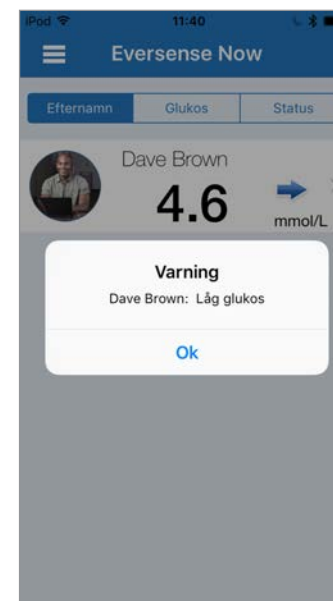 iPod 11:40
Eversense Now
Efternamn Glukos Status
Dave Brown
4.6
mmol/L
Varning
Dave Brown: Låg glukos
Ok